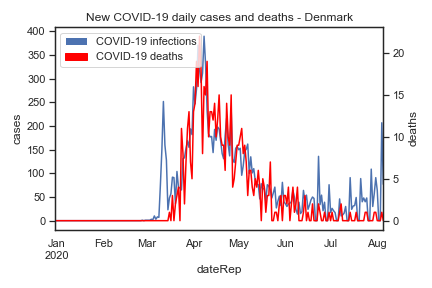 New COVID-19 daily cases and deaths - Denmark
COVID-19 infections
COVID-19 deaths
400
350
300
250
200
150
100
50
0
cases
20
15
10
5
0
deaths
Jan Feb Mar Apr May Jun Jul Aug
2020
dateRep